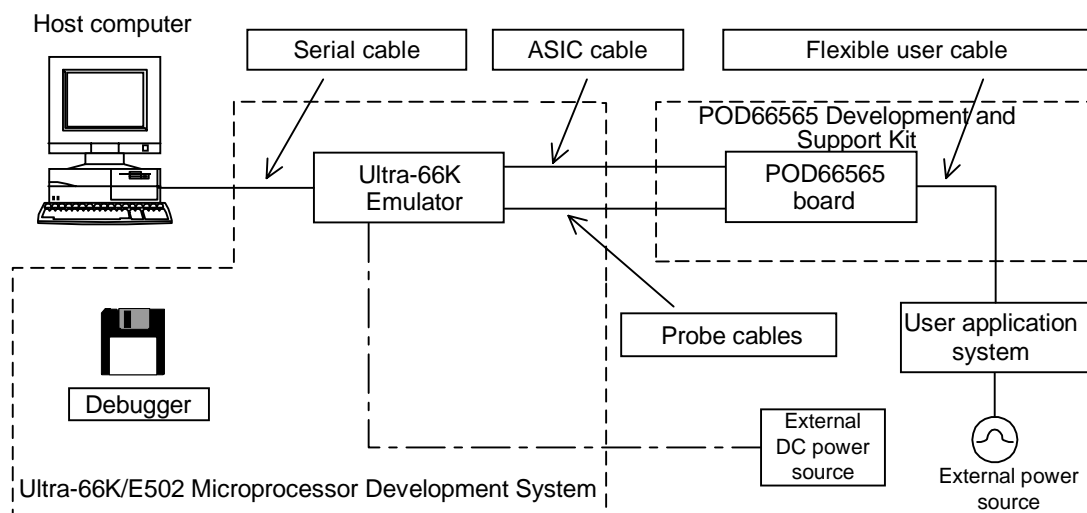 Host computer
Serial cable
ASIC cable
Flexible user cable
POD66565 Development and
Support Kit
Ultra-66K
Emulator
POD66565
board
Probe cables
User application
system
Debugger
External
DC power
source
External power
source
Ultra-66K/E502 Microprocessor Development System